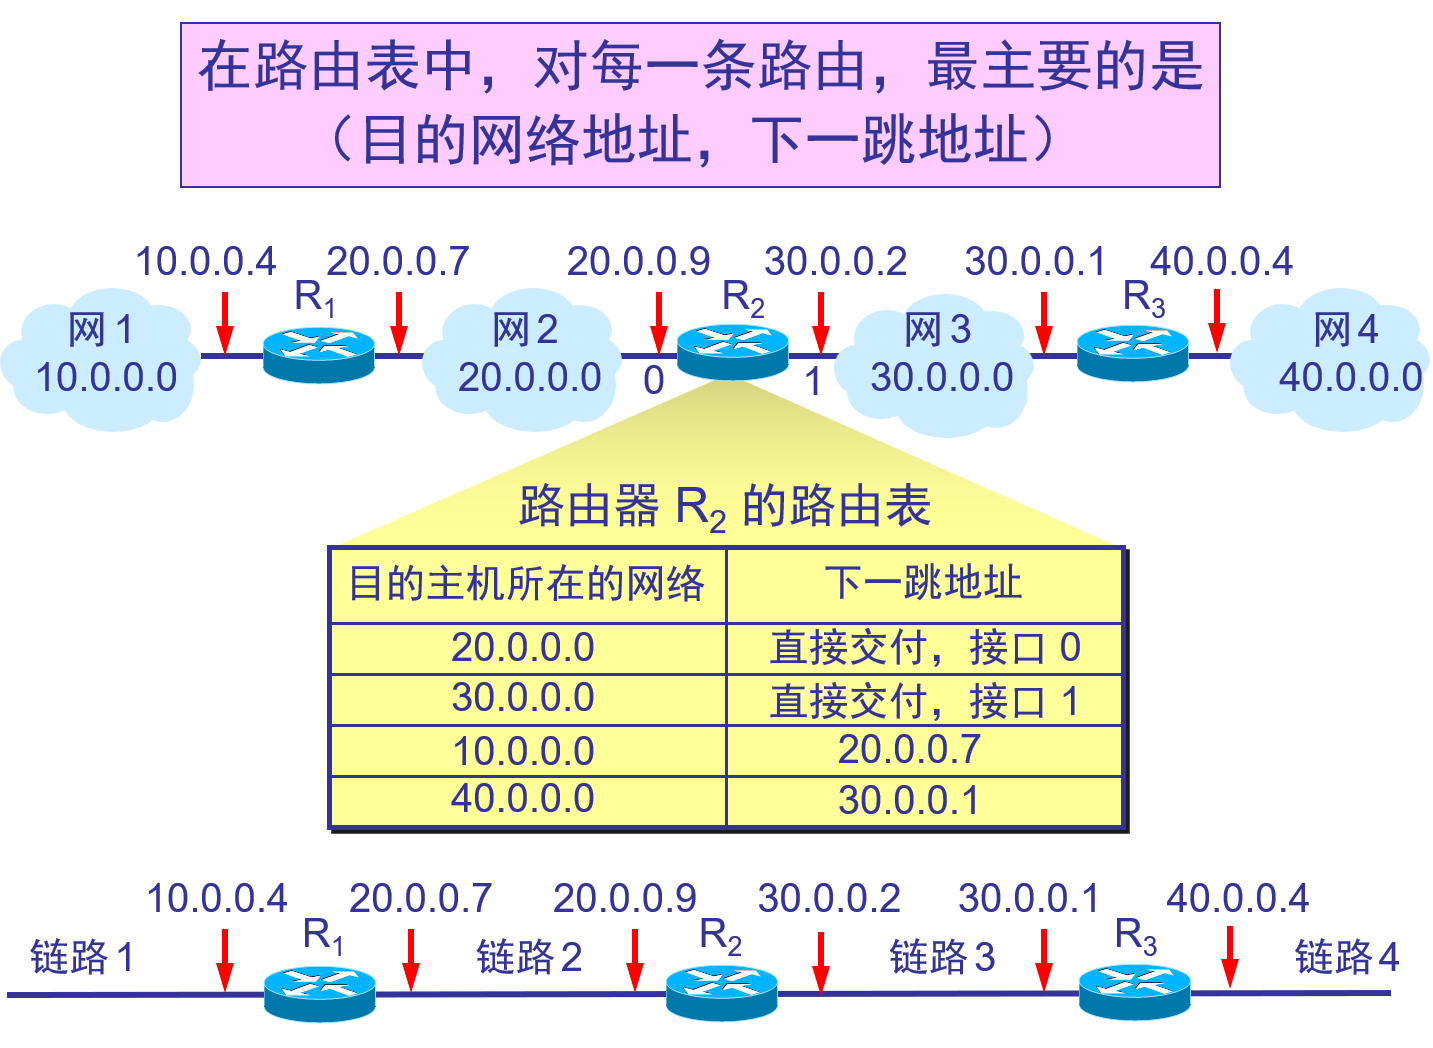 在路由表中，对每一条路由，最主要的是
（目的网络地址，下一跳地址）
10.0.0.4 20.0.0.7 20.0.0.9 30.0.0.2 30.0.0.1 40.0.0.4
R1 R2 R3
网1 网2 网3 网4
10.0.0.0 20.0.0.0 0 1 30.0.0.0 40.0.0.0
路由器 R2 的路由表
目的主机所在的网络 下一跳地址
20.0.0.0 直接交付，接口 0
30.0.0.0 直接交付，接口 1
10.0.0.0 20.0.0.7
40.0.0.0 30.0.0.1
10.0.0.4 20.0.0.7 20.0.0.9 30.0.0.2 30.0.0.1 40.0.0.4
R1 R2 R3
链路1 链路2 链路3 链路4